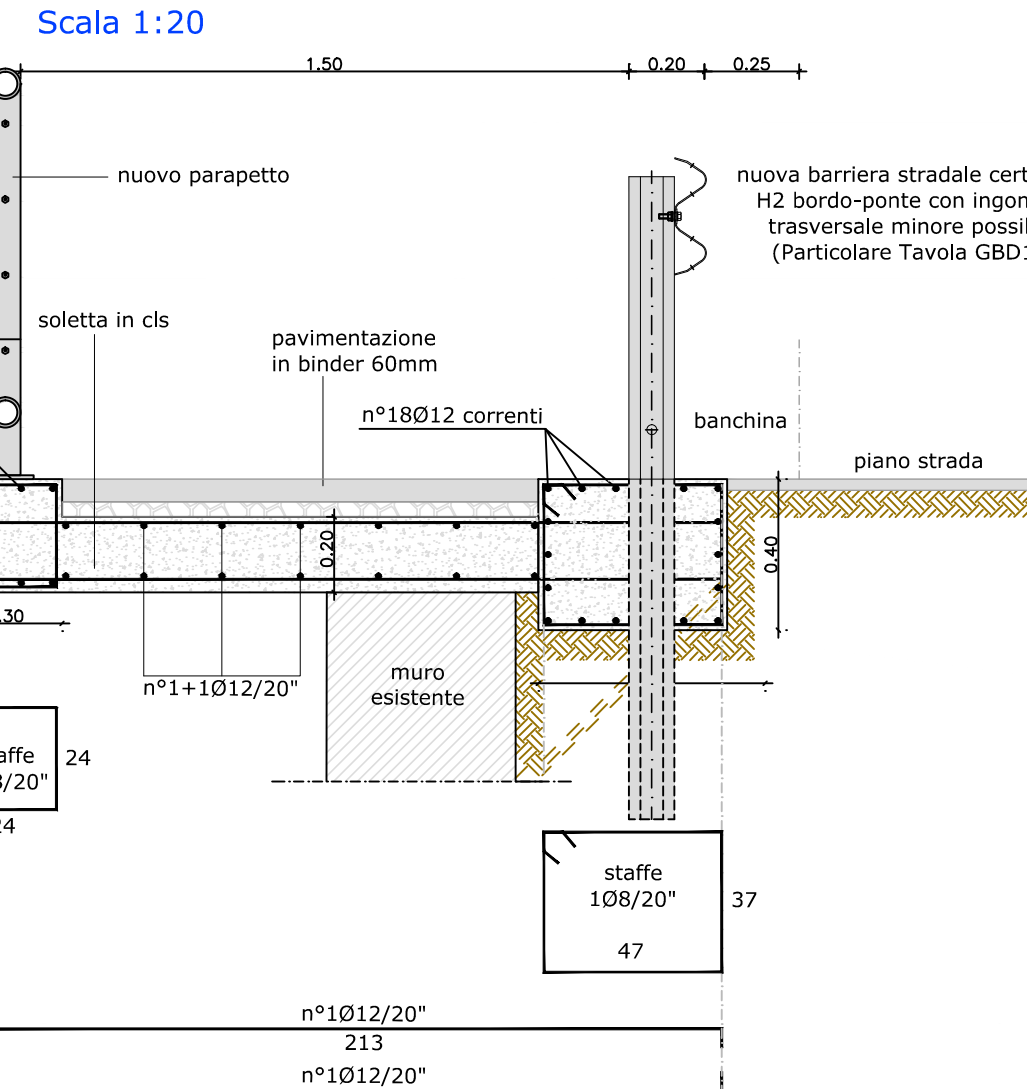 Scala 1:20
1.50
0.20
0.25
nuovo parapetto
nuova barriera stradale cert
H2 bordo-ponte con ingon
trasversale minore possil
(Particolare Tavola GBD1
soletta in cls
pavimentazione
in binder 60mm
n°18Ø12 correnti
banchina
piano strada
0.20
0.40
.30
n°1+1Ø12/20"
muro
esistente
affe
8/20"
24
24
staffe
1Ø8/20"
37
47
n°1Ø12/20"
213
n°1Ø12/20"